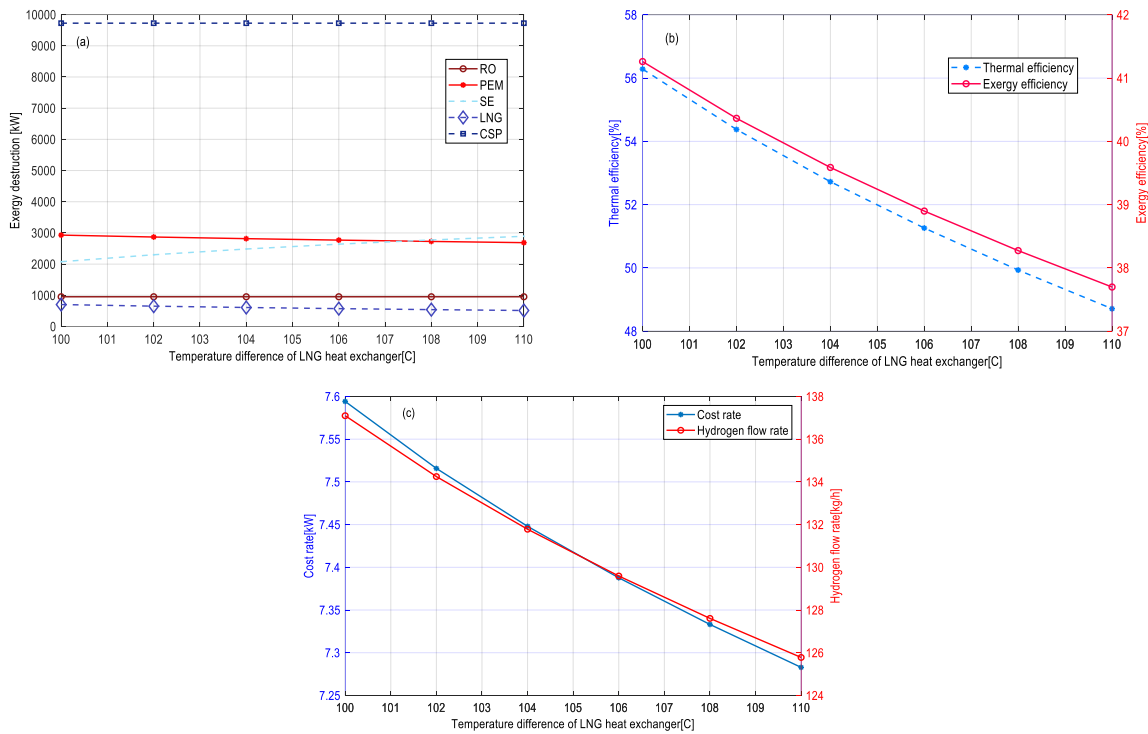 (a)
Exergy destruction [kW]
10000
9000
8000
7000
6000
5000
4000
3000
2000
1000
0
RO
PEM
SE
LNG
CSP
100 101 102 103 104 105 106 107 108 109 110
Temperature difference of LNG heat exchanger[C]
(b)
Thermal efficiency[%]
58
56
54
52
50
48
Thermal efficiency
Exergy efficiency
42
41
40
39
38
37
Exergy efficiency[%]
100 101 102 103 104 105 106 107 108 109 110
Temperature difference of LNG heat exchanger[C]
(c)
Cost rate[kW]
7.6
7.55
7.5
7.45
7.4
7.35
7.3
7.25
Cost rate
Hydrogen flow rate
138
136
134
132
130
128
126
124
Hydrogen flow rate[kg/h]
100 101 102 103 104 105 106 107 108 109 110
Temperature difference of LNG heat exchanger[C]